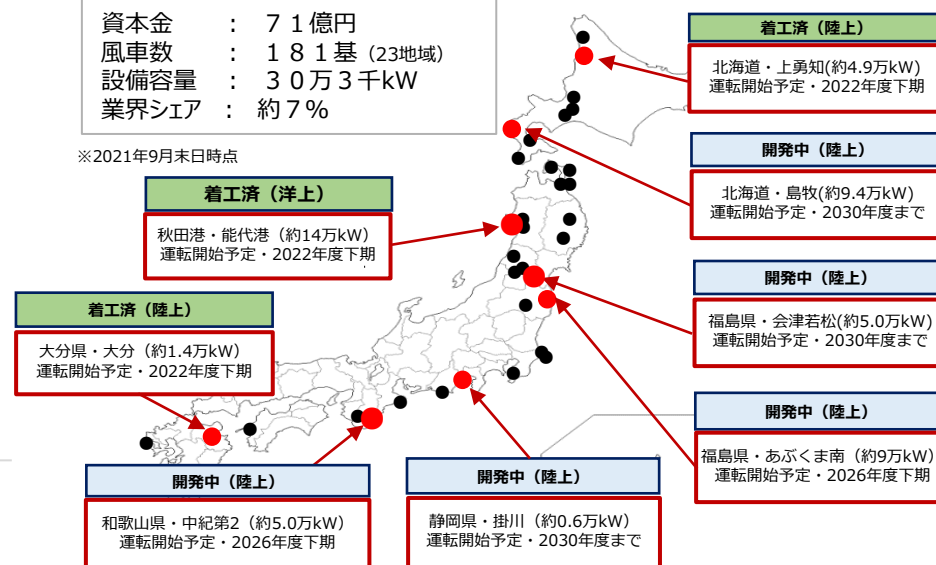 資本金 ： ７１億円
風車数 ： １８１基（23地域）
設備容量 ： ３０万３千kW
業界シェア ： 約７％
※2021年9月末日時点
着工済（陸上）
北海道・上勇知(約4.9万kW)
運転開始予定・2022年度下期
開発中（陸上）
北海道・島牧(約9.4万kW)
運転開始予定・2030年度まで
着工済（洋上）
秋田港・能代港（約14万kW）
運転開始予定・2022年度下期
開発中（陸上）
福島県・会津若松(約5.0万kW)
運転開始予定・2030年度まで
着工済（陸上）
大分県・大分（約1.4万kW）
運転開始予定・2022年度下期
開発中（陸上）
福島県・あぶくま南（約9万kW）
運転開始予定・2026年度下期
開発中（陸上）
和歌山県・中紀第2（約5.0万kW）
運転開始予定・2026年度下期
開発中（陸上）
静岡県・掛川（約0.6万kW）
運転開始予定・2030年度まで